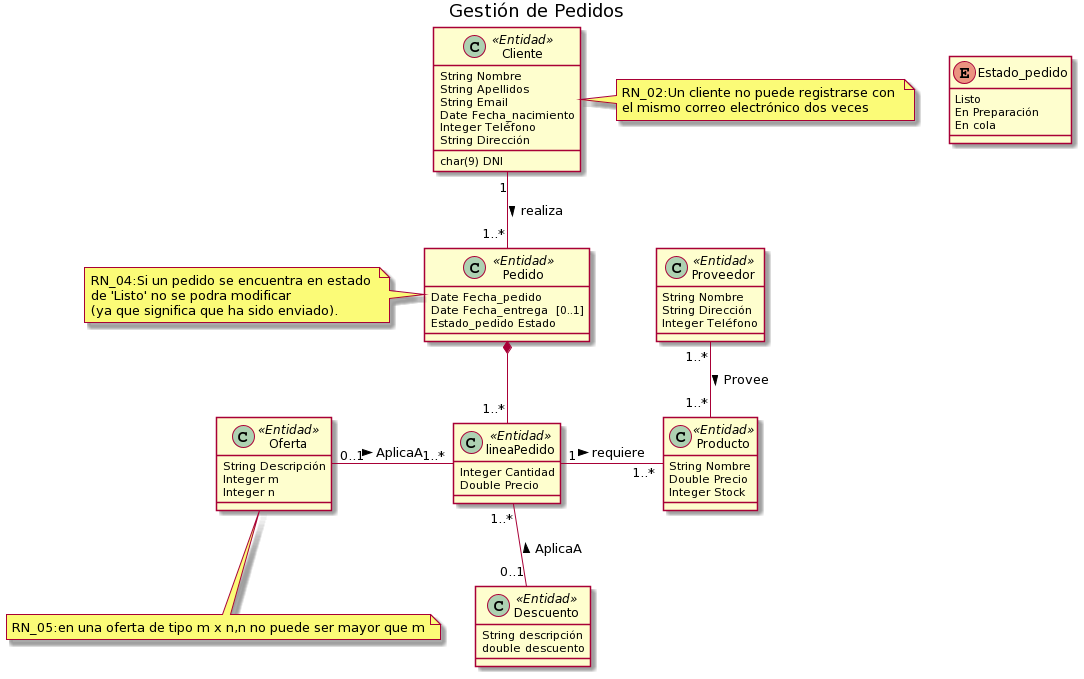 Gestión de Pedidos
«Entidad»
C
Cliente
String Nombre
String Apellidos
String Email
Date Fecha_nacimiento
Integer Teléfono
String Dirección
char(9) DNI
RN_02:Un cliente no puede registrarse con
el mismo correo electrónico dos veces
E Estado_pedido
Listo
En Preparación
En cola
1
realiza
1..*
«Entidad»
C
Pedido
Date Fecha_pedido
Date Fecha_entrega [0..1]
Estado_pedido Estado
RN_04:Si un pedido se encuentra en estado
de 'Listo' no se podra modificar
(ya que significa que ha sido enviado).
«Entidad»
C
Proveedor
String Nombre
String Dirección
Integer Teléfono
1..*
Provee
1..*
1..*
«Entidad»
C
Oferta
String Descripción
Integer m
Integer n
0..1
AplicaA
1..*
«Entidad»
C
lineaPedido
Integer Cantidad
Double Precio
1
requiere
1..*
«Entidad»
C
Producto
String Nombre
Double Precio
Integer Stock
1..*
AplicaA
0..1
«Entidad»
C
Descuento
String descripción
double descuento
RN_05:en una oferta de tipo m x n,n no puede ser mayor que m